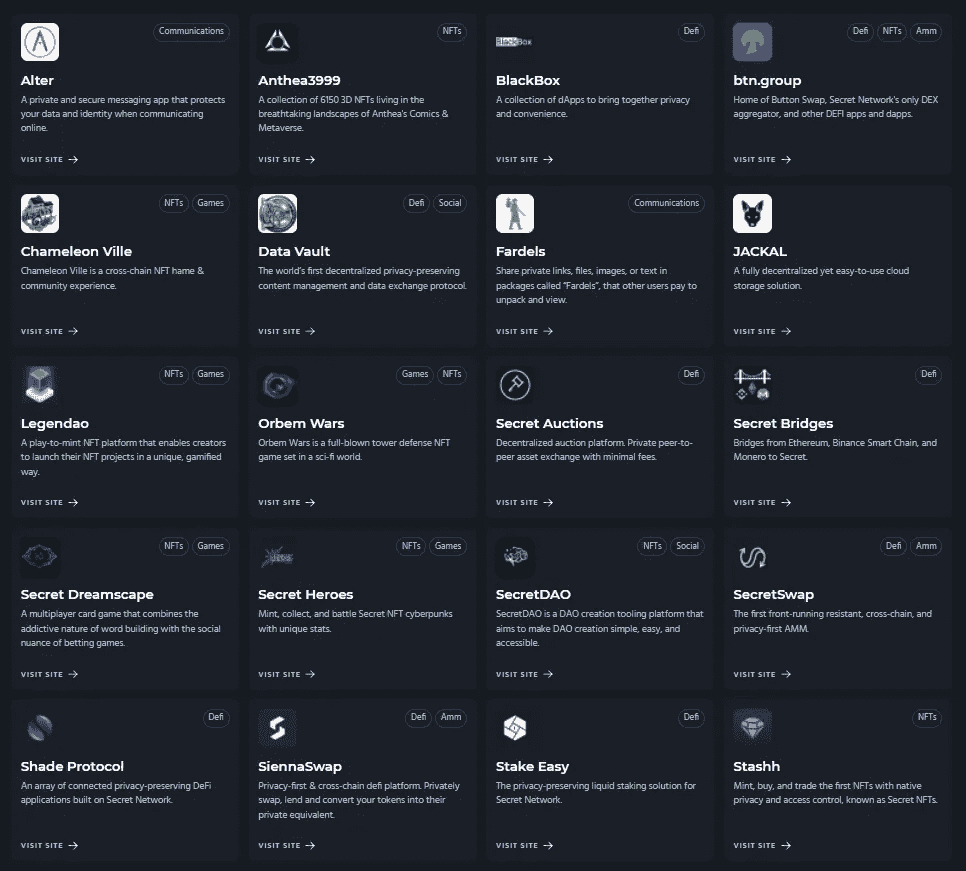 Communications
Alter
A private and secure messaging app that protects
your data and identity when communicating
online.
VISIT SITE
NFTs
Anthea3999
A collection of 6150 3D NFTs living in the
breathtaking landscapes of Anthea's Comics &
Metaverse.
VISIT SITE
BlackBox
Defi
BlackBox
A collection of dApps to bring together privacy
and convenience.
VISIT SITE
Defi NFTs Amm
btn.group
Home of Button Swap, Secret Network's only DEX
aggregator, and other DEFI apps and dapps.
VISIT SITE
NFTs Games
Chameleon Ville
Chameleon Ville is a cross-chain NFT hame &
community experience.
VISIT SITE
Defi Social
Data Vault
The world's first decentralized privacy-preserving
content management and data exchange protocol.
VISIT SITE
Communications
Fardels
Share private links, files, images, or text in
packages called "Fardels", that other users pay to
unpack and view.
VISIT SITE
JACKAL
A fully decentralized yet easy-to-use cloud
storage solution.
VISIT SITE
NFTs Games
Legendao
A play-to-mint NFT platform that enables creators
to launch their NFT projects in a unique, gamified
way.
VISIT SITE
Games NFTs
Orbem Wars
Orbem Wars is a full-blown tower defense NFT
game set in a sci-fi world.
VISIT SITE
Defi
Secret Auctions
Decentralized auction platform. Private peer-to-
peer asset exchange with minimal fees.
VISIT SITE
Defi
Secret Bridges
Bridges from Ethereum, Binance Smart Chain, and
Monero to Secret.
VISIT SITE
NFTs Games
Secret Dreamscape
A multiplayer card game that combines the
addictive nature of word building with the social
nuance of betting games.
VISIT SITE
NFTs Games
Secret Heroes
Mint, collect, and battle Secret NFT cyberpunks
with unique stats.
VISIT SITE
NFTs Social
SecretDAO
SecretDAO is a DAO creation tooling platform that
aims to make DAO creation simple, easy, and
accessible.
VISIT SITE
Defi Amm
SecretSwap
The first front-running resistant, cross-chain, and
privacy-first AMM.
VISIT SITE
Defi
Shade Protocol
An array of connected privacy-preserving DeFi
applications built on Secret Network.
VISIT SITE
Defi Amm
SiennaSwap
Privacy-first & cross-chain defi platform. Privately
swap, lend and convert your tokens into their
private equivalent.
VISIT SITE
Defi
Stake Easy
The privacy-preserving liquid staking solution for
Secret Network.
VISIT SITE
NFTs
Stashh
Mint, buy, and trade the first NFTs with native
privacy and access control, known as Secret NFTs.
VISIT SITE